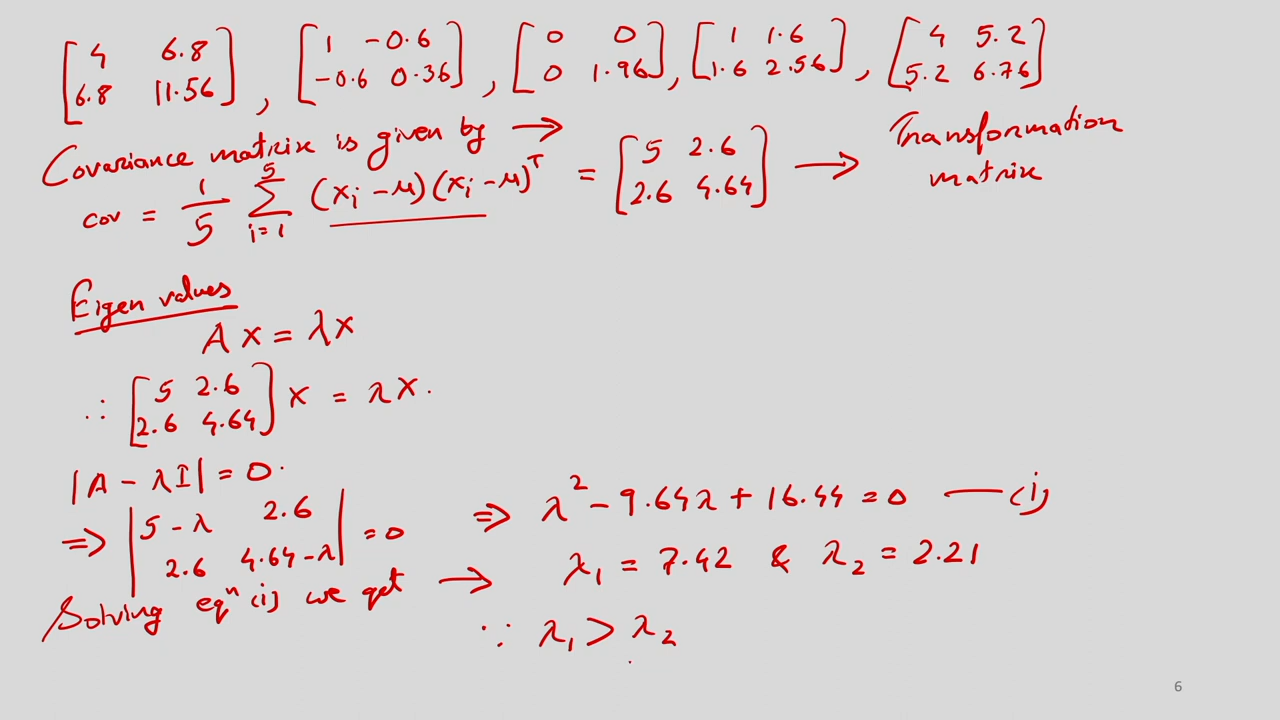 [4 6.8; 6.8 11.56], [1 -0.6; -0.6 0.36], [0 0; 0 1.96], [1 1.6; 1.6 2.56], [4 5.2; 5.2 6.76]
Covariance matrix is given by →
cov = 1/5 Σ_{i=1}^{5} (x_i - μ)(x_i - μ)^T = [5 2.6; 2.6 4.64] → Transformation matrix
Eigen values
A x = λx
∴ [5 2.6; 2.6 4.64] x = λx.
|A - λI| = 0.
⇒ |5-λ 2.6; 2.6 4.64-λ| = 0 ⇒ λ² - 9.64λ + 16.44 = 0 — (i)
Solving eqⁿ (i) we get → λ₁ = 7.42 & λ₂ = 2.21
∵ λ₁ > λ₂
6